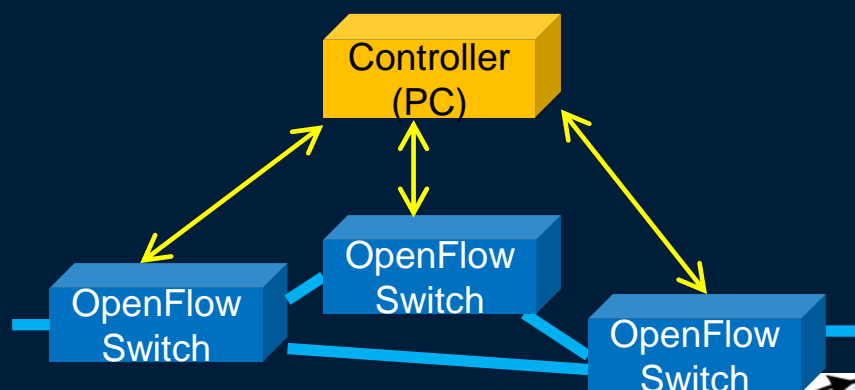 Controller
(PC)
OpenFlow
Switch
OpenFlow
Switch
OpenFlow
Switch